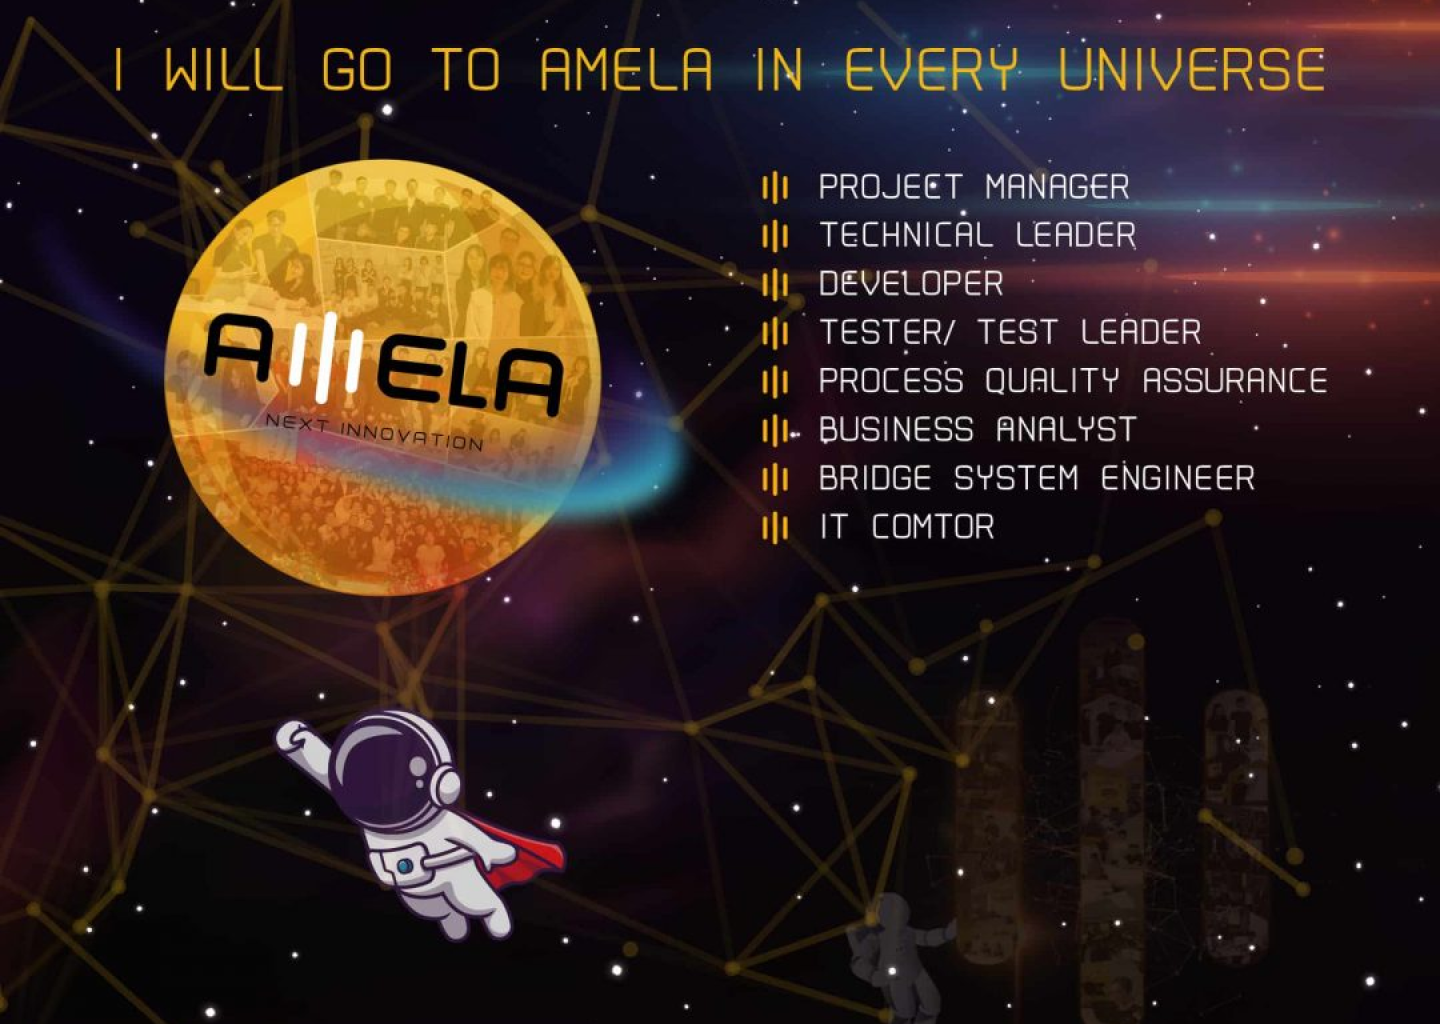 I WILL GO TO AMELA IN EVERY UNIVERSE
AMELA
NEXT INNOVATION
PROJECT MANAGER
TECHNICAL LEADER
DEVELOPER
TESTER/ TEST LEADER
PROCESS QUALITY ASSURANCE
BUSINESS ANALYST
BRIDGE SYSTEM ENGINEER
IT COMTOR